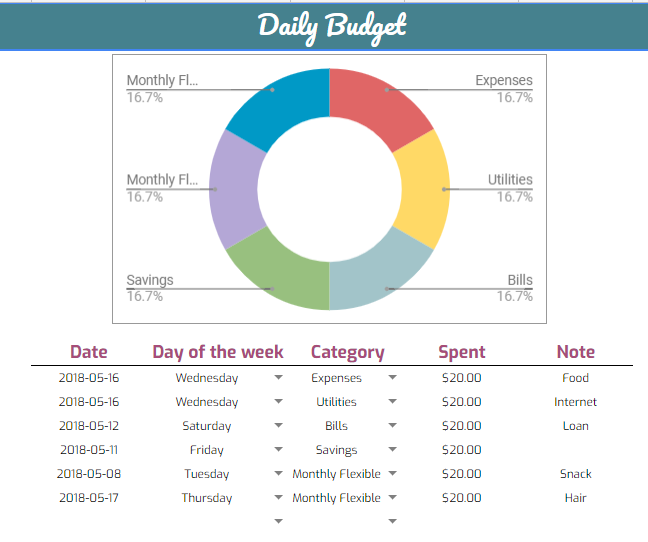 Daily Budget
Monthly Fl...
16.7%
Expenses
16.7%
Monthly Fl...
16.7%
Utilities
16.7%
Savings
16.7%
Bills
16.7%
Date Day of the week Category Spent Note
2018-05-16 Wednesday Expenses $20.00 Food
2018-05-16 Wednesday Utilities $20.00 Internet
2018-05-12 Saturday Bills $20.00 Loan
2018-05-11 Friday Savings $20.00
2018-05-08 Tuesday Monthly Flexible $20.00 Snack
2018-05-17 Thursday Monthly Flexible $20.00 Hair